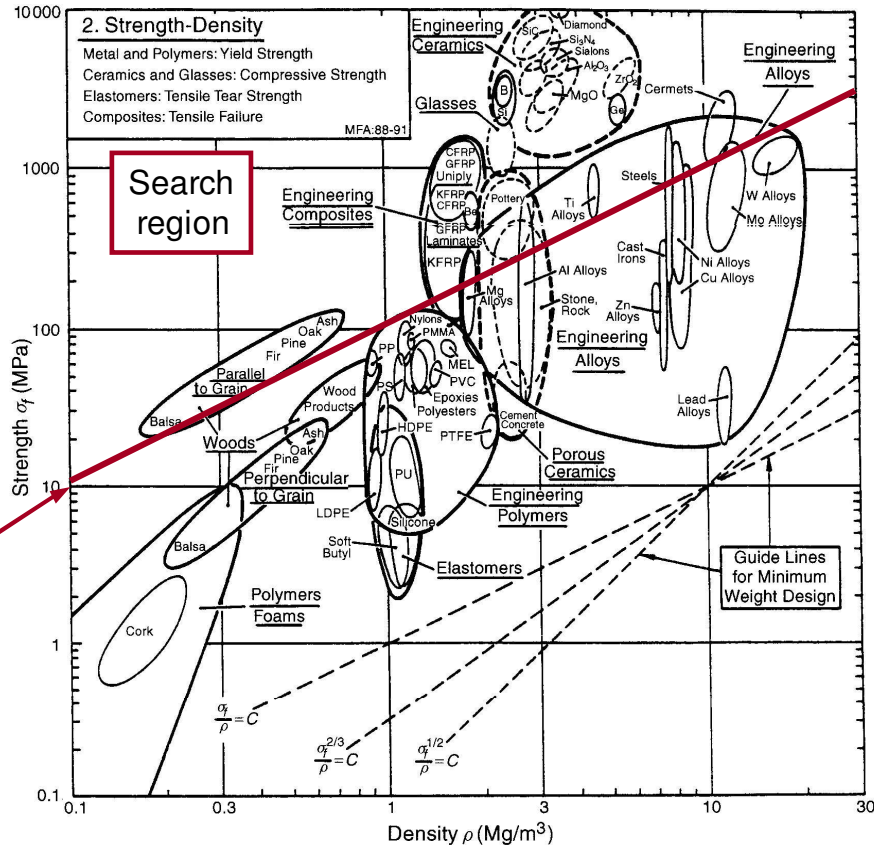 2. Strength-Density
Metal and Polymers: Yield Strength
Ceramics and Glasses: Compressive Strength
Elastomers: Tensile Tear Strength
Composites: Tensile Failure
MFA:88-91
Search
region
Engineering
Ceramics
Glasses
SiC
Diamond
Si₃N₄
Sialons
Al₂O₃
ZrO₂
MgO
B
Si
Ge
Cermets
Engineering
Alloys
Engineering
Composites
CFRP
GFRP
Uniply
KFRP
CFRP
Be
GFRP
Laminates
KFRP
Pottery
Ti
Alloys
Steels
W Alloys
Mo Alloys
Cast
Irons
Ni Alloys
Cu Alloys
Zn
Alloys
Al Alloys
Mg
Alloys
Stone,
Rock
Engineering
Alloys
Lead
Alloys
Ash
Oak
Pine
Fir
Parallel
to Grain
Balsa
Woods
Wood
Products
Ash
Oak
Pine
Fir
Perpendicular
to Grain
Balsa
Nylons
PMMA
PP
MEL
PS
PVC
Epoxies
Polyesters
HDPE
PTFE
PU
LDPE
Silicone
Soft
Butyl
Elastomers
Cement
Concrete
Porous
Ceramics
Engineering
Polymers
Polymers
Foams
Cork
Guide Lines
for Minimum
Weight Design
σf/ρ = C
σf^2/3/ρ = C
σf^1/2/ρ = C
Strength σf (MPa)
10000
1000
100
10
1
0.1
0.1
0.3
1
3
10
30
Density ρ (Mg/m³)